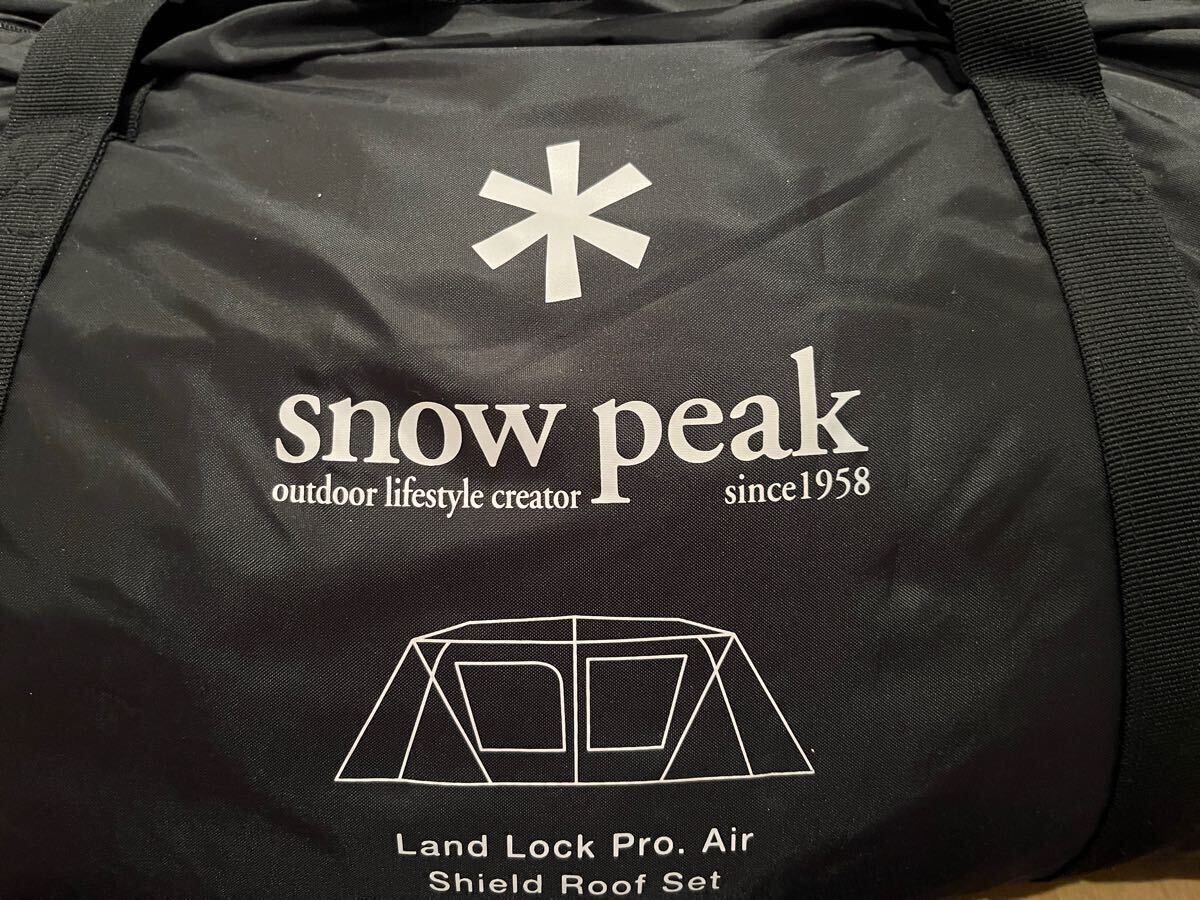 snow peak
outdoor lifestyle creator since1958
Land Lock Pro. Air
Shield Roof Set